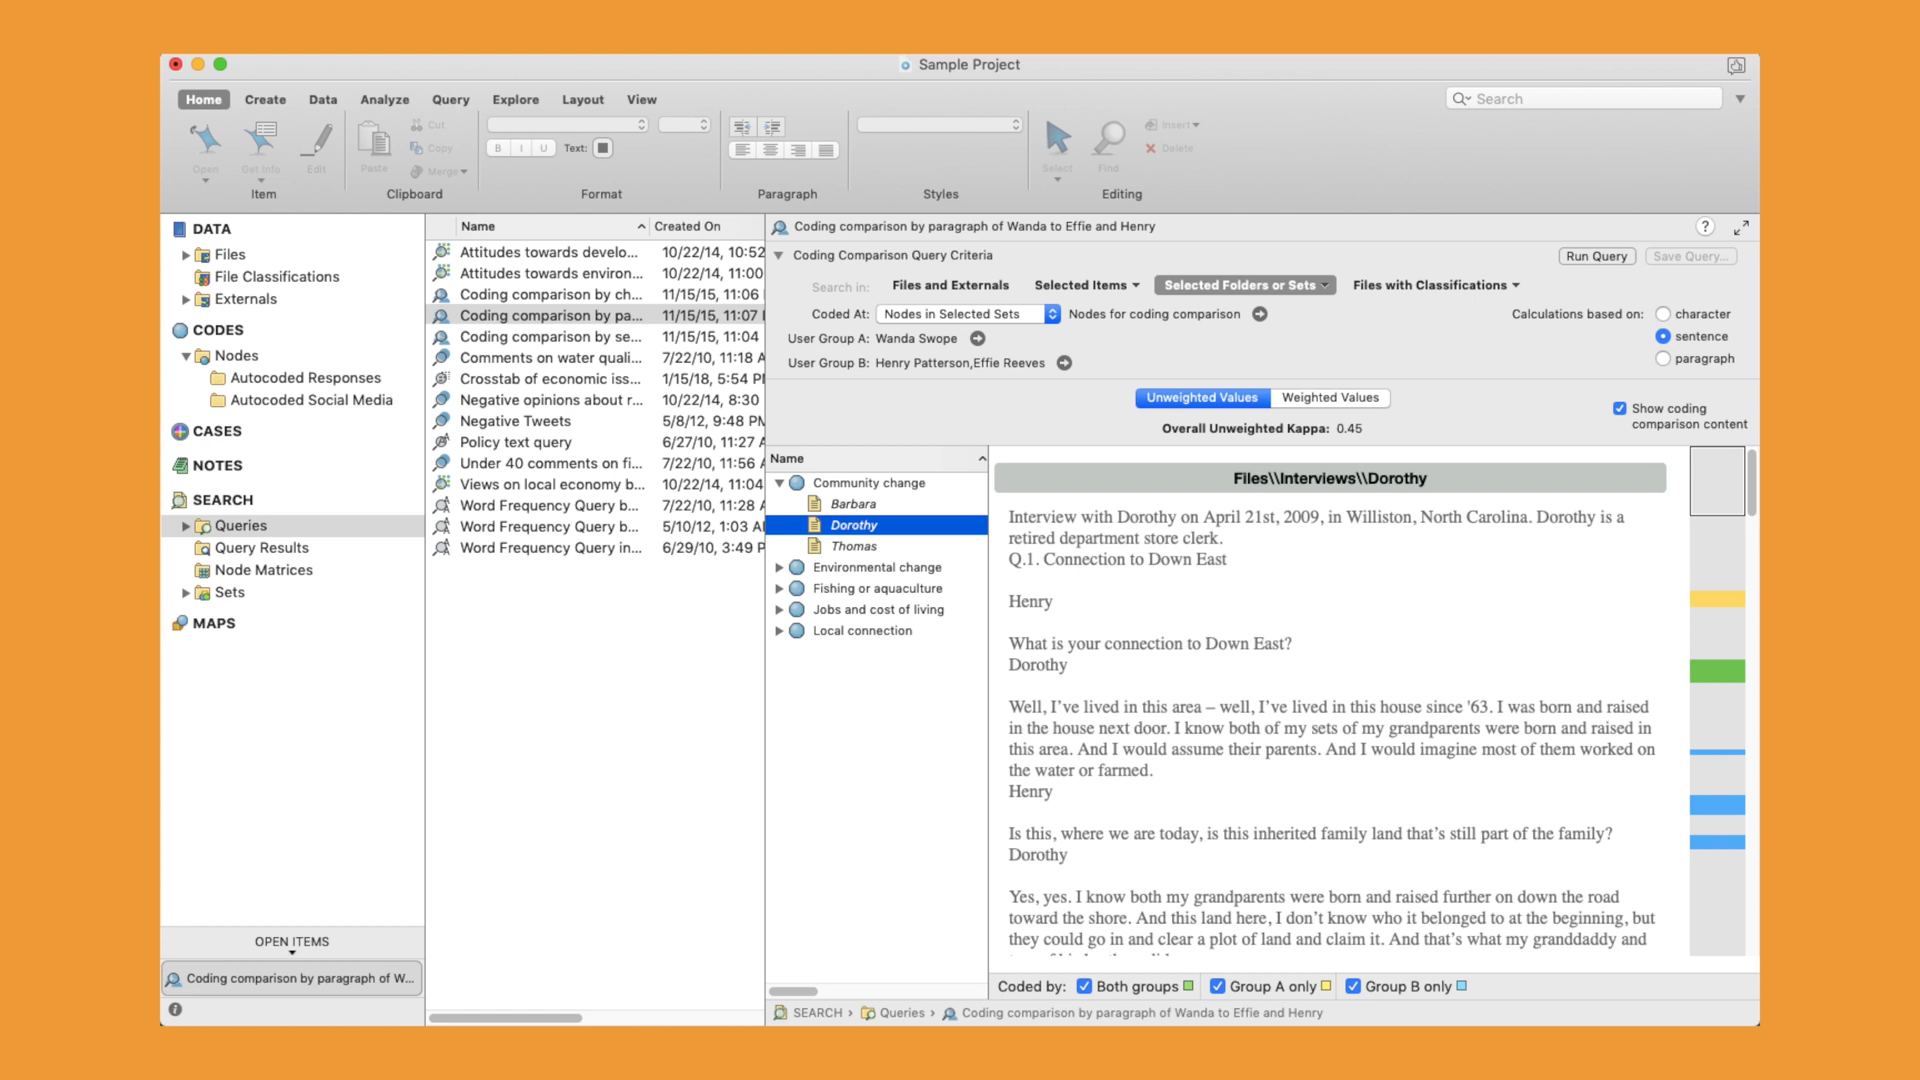 Sample Project
Home Create Data Analyze Query Explore Layout View
Search
Open Get Info Edit
Item
Paste Cut
Copy
Merge
Clipboard
B I U Text:
Format
Paragraph
Styles
Select Find Insert
Delete
Editing
DATA
Files
File Classifications
Externals
CODES
Nodes
Autocoded Responses
Autocoded Social Media
CASES
NOTES
SEARCH
Queries
Query Results
Node Matrices
Sets
MAPS
OPEN ITEMS
Coding comparison by paragraph of W...
Name Created On
Attitudes towards develo... 10/22/14, 10:52
Attitudes towards environ... 10/22/14, 11:00
Coding comparison by ch... 11/15/15, 11:06
Coding comparison by pa... 11/15/15, 11:07
Coding comparison by se... 11/15/15, 11:04
Comments on water quali... 7/22/10, 11:18 A
Crosstab of economic iss... 1/15/18, 5:54 P
Negative opinions about r... 10/22/14, 8:30
Negative Tweets 5/8/12, 9:48 PM
Policy text query 6/27/10, 11:27 A
Under 40 comments on fi... 7/22/10, 11:56 A
Views on local economy b... 10/22/14, 11:04
Word Frequency Query b... 7/22/10, 11:28 A
Word Frequency Query b... 5/10/12, 1:03 A
Word Frequency Query in... 6/29/10, 3:49 P
Coding comparison by paragraph of Wanda to Effie and Henry
?
Coding Comparison Query Criteria
Run Query Save Query...
Search in: Files and Externals Selected Items Selected Folders or Sets Files with Classifications
Coded At: Nodes in Selected Sets Nodes for coding comparison
User Group A: Wanda Swope
User Group B: Henry Patterson,Effie Reeves
Calculations based on: character
sentence
paragraph
Unweighted Values Weighted Values
Overall Unweighted Kappa: 0.45
Show coding
comparison content
Name
Community change
Barbara
Dorothy
Thomas
Environmental change
Fishing or aquaculture
Jobs and cost of living
Local connection
Files\\Interviews\\Dorothy
Interview with Dorothy on April 21st, 2009, in Williston, North Carolina. Dorothy is a
retired department store clerk.
Q.1. Connection to Down East
Henry
What is your connection to Down East?
Dorothy
Well, I’ve lived in this area – well, I’ve lived in this house since '63. I was born and raised
in the house next door. I know both of my sets of my grandparents were born and raised in
this area. And I would assume their parents. And I would imagine most of them worked on
the water or farmed.
Henry
Is this, where we are today, is this inherited family land that’s still part of the family?
Dorothy
Yes, yes. I know both my grandparents were born and raised further on down the road
toward the shore. And this land here, I don’t know who it belonged to at the beginning, but
they could go in and clear a plot of land and claim it. And that’s what my granddaddy and
Coded by: Both groups Group A only Group B only
SEARCH › Queries › Coding comparison by paragraph of Wanda to Effie and Henry